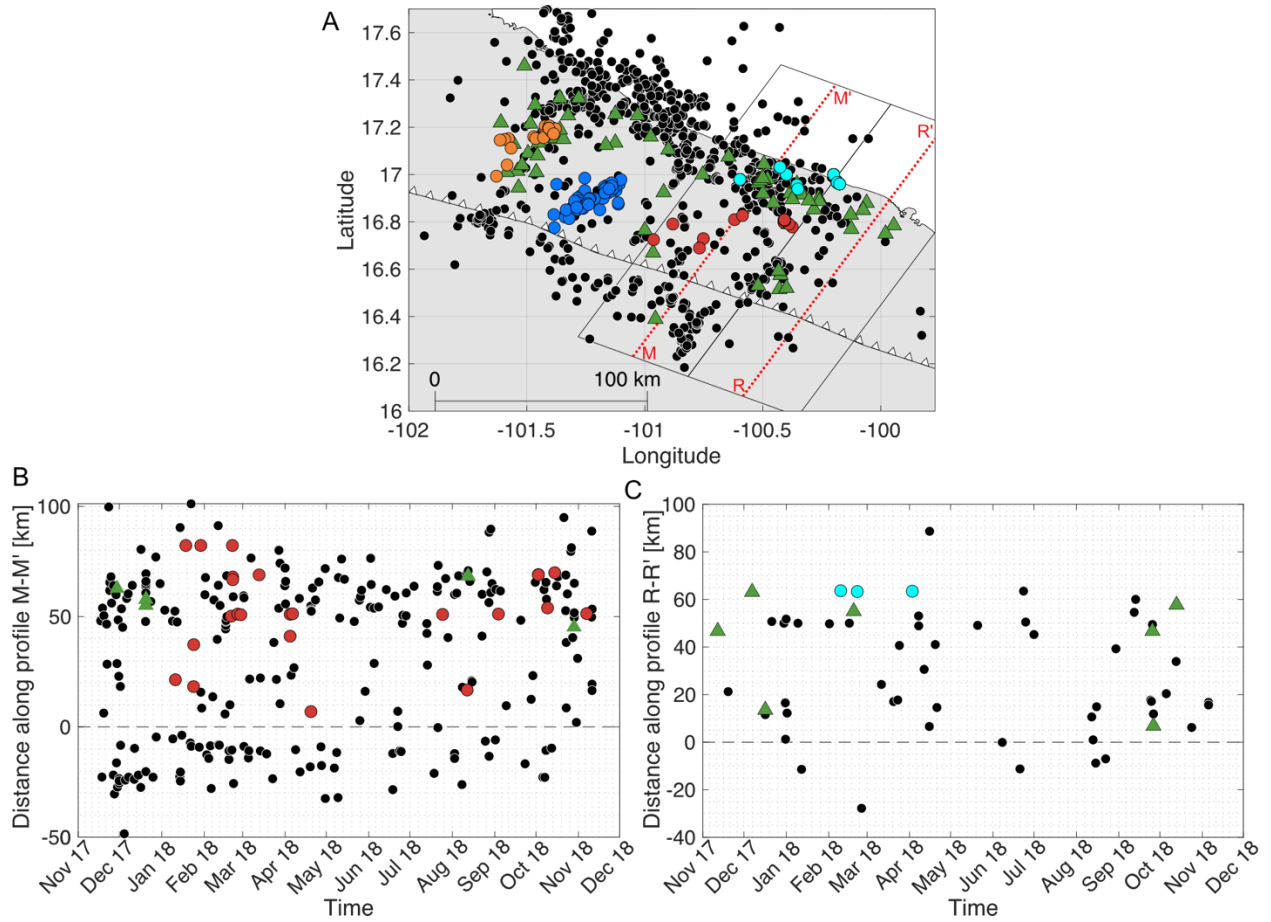 A
17.6
17.4
17.2
17
16.8
16.6
16.4
16.2
16
Latitude
M'
R'
M
R
0
100 km
-102
-101.5
-101
-100.5
-100
Longitude
B
Distance along profile M-M' [km]
100
50
0
-50
Nov 17
Dec 17
Jan 18
Feb 18
Mar 18
Apr 18
May 18
Jun 18
Jul 18
Aug 18
Sep 18
Oct 18
Nov 18
Dec 18
Time
C
Distance along profile R-R' [km]
100
80
60
40
20
0
-20
-40
Nov 17
Dec 17
Jan 18
Feb 18
Mar 18
Apr 18
May 18
Jun 18
Jul 18
Aug 18
Sep 18
Oct 18
Nov 18
Dec 18
Time